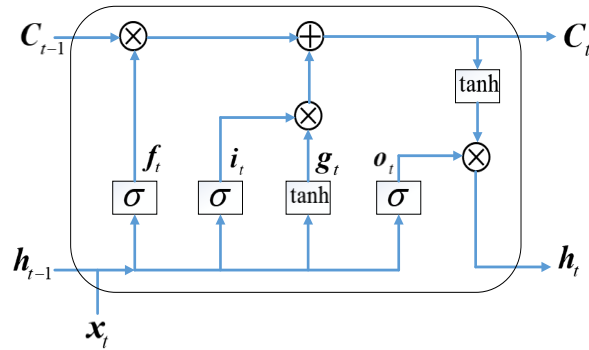 C_{t-1} × + C_t
tanh
×
f_t i_t g_t o_t ×
σ σ tanh σ
h_{t-1} h_t
x_t